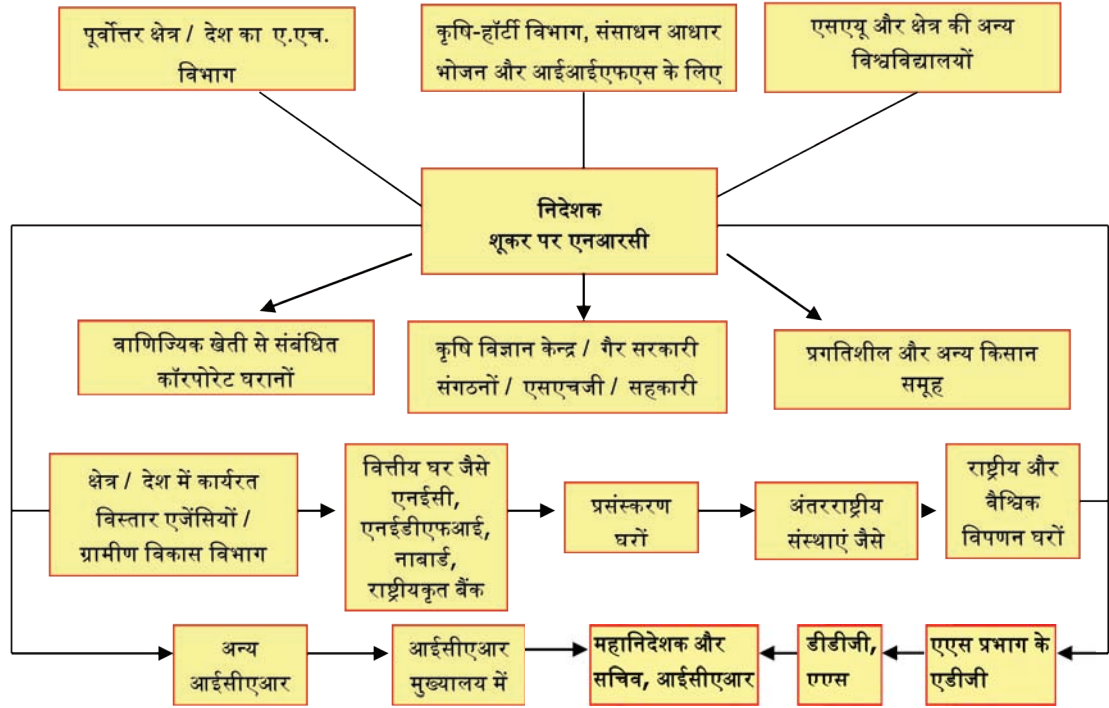 पूर्वोत्तर क्षेत्र / देश का ए.एच.
विभाग
कृषि-हॉर्टी विभाग, संसाधन आधार
भोजन और आईआईएफएस के लिए
एसएयू और क्षेत्र की अन्य
विश्वविद्यालयों
निदेशक
शूकर पर एनआरसी
वाणिज्यिक खेती से संबंधित
कॉरपोरेट घरानों
कृषि विज्ञान केन्द्र / गैर सरकारी
संगठनों / एसएचजी / सहकारी
प्रगतिशील और अन्य किसान
समूह
क्षेत्र / देश में कार्यरत
विस्तार एजेंसियों /
ग्रामीण विकास विभाग
वित्तीय घर जैसे
एनईसी,
एनईडीएफआई,
नाबार्ड,
राष्ट्रीयकृत बैंक
प्रसंस्करण
घरों
अंतरराष्ट्रीय
संस्थाएं जैसे
राष्ट्रीय और
वैश्विक
विपणन घरों
अन्य
आईसीएआर
आईसीएआर
मुख्यालय में
महानिदेशक और
सचिव, आईसीएआर
डीडीजी,
एएस
एएस प्रभाग के
एडीजी